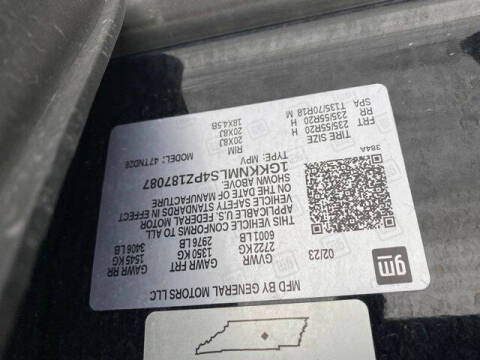 MFD BY GENERAL MOTORS LLC
02/23
gm
GVWR
2722 KG
6001 LB
GAWR FRT
1350 KG
2976 LB
GAWR RR
1545 KG
3406 LB
THIS VEHICLE CONFORMS TO ALL
APPLICABLE U.S. FEDERAL MOTOR
VEHICLE SAFETY STANDARDS IN EFFECT
ON THE DATE OF MANUFACTURE
SHOWN ABOVE.
1GKKNMLS4PZ187087
TYPE: MPV
MODEL: 4TND26
384A
TIRE SIZE
RIM
FRT 235/55R20 H 20X8J
RR 235/55R20 H 20X8J
SPA T135/70R18 M 18X4.5B